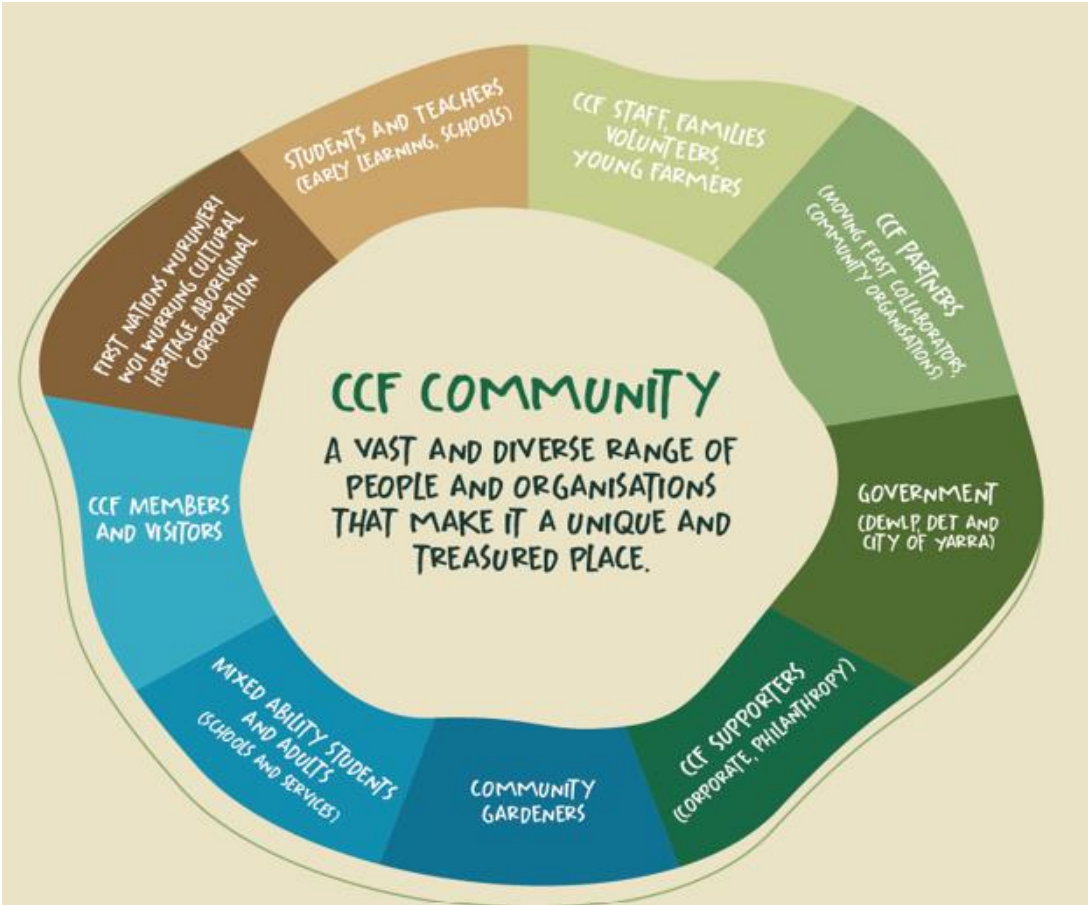 CCF COMMUNITY
A VAST AND DIVERSE RANGE OF
PEOPLE AND ORGANISATIONS
THAT MAKE IT A UNIQUE AND
TREASURED PLACE.
CCF STAFF, FAMILIES
VOLUNTEERS,
YOUNG FARMERS
CCF PARTNERS
(MOVING FEAST COLLABORATORS,
COMMUNITY ORGANISATIONS)
GOVERNMENT
(DEWLP, DET AND
CITY OF YARRA)
CCF SUPPORTERS
(CORPORATE, PHILANTHROPY)
COMMUNITY
GARDENERS
MIXED ABILITY STUDENTS
AND ADULTS
(SCHOOLS AND SERVICES)
CCF MEMBERS
AND VISITORS
FIRST NATIONS WURUNJERI
WOI WURRUNG CULTURAL
HERITAGE ABORIGINAL
CORPORATION
STUDENTS AND TEACHERS
(EARLY LEARNING, SCHOOLS)